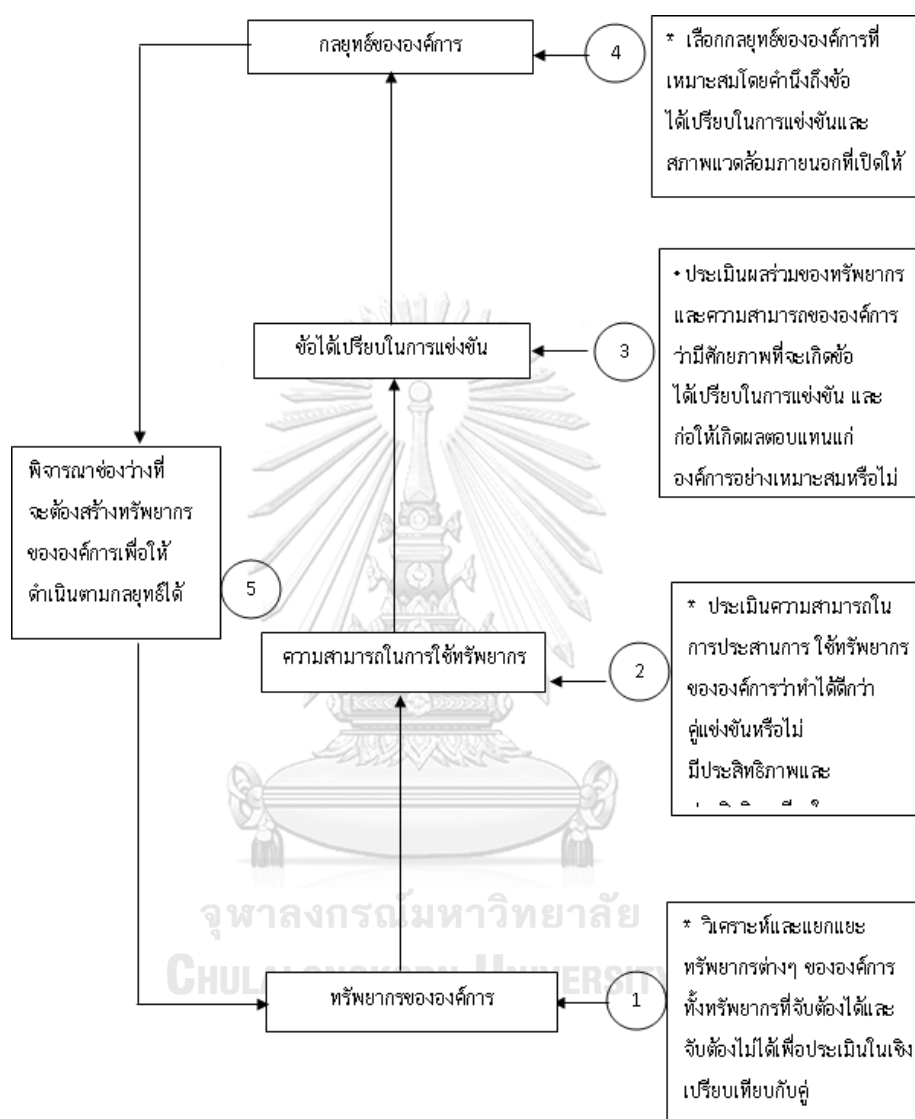 กลยุทธ์ขององค์การ
4
* เลือกกลยุทธ์ขององค์การที่
เหมาะสมโดยคำนึงถึงข้อ
ได้เปรียบในการแข่งขันและ
สภาพแวดล้อมภายนอกที่เปิดให้
ข้อได้เปรียบในการแข่งขัน
3
• ประเมินผลร่วมของทรัพยากร
และความสามารถขององค์การ
ว่ามีศักยภาพที่จะเกิดข้อ
ได้เปรียบในการแข่งขัน และ
ก่อให้เกิดผลตอบแทนแก่
องค์การอย่างเหมาะสมหรือไม่
พิจารณาช่องว่างที่
จะต้องสร้างทรัพยากร
ขององค์การเพื่อให้
ดำเนินตามกลยุทธ์ได้
5
ความสามารถในการใช้ทรัพยากร
2
* ประเมินความสามารถใน
การประสานการ ใช้ทรัพยากร
ขององค์การว่าทำได้ดีกว่า
คู่แข่งขันหรือไม่
มีประสิทธิภาพและ
จุฬาลงกรณ์มหาวิทยาลัย
CHULALONGKORN UNIVERSITY
ทรัพยากรขององค์การ
1
* วิเคราะห์และแยกแยะ
ทรัพยากรต่างๆ ขององค์การ
ทั้งทรัพยากรที่จับต้องได้และ
จับต้องไม่ได้เพื่อประเมินในเชิง
เปรียบเทียบกับคู่